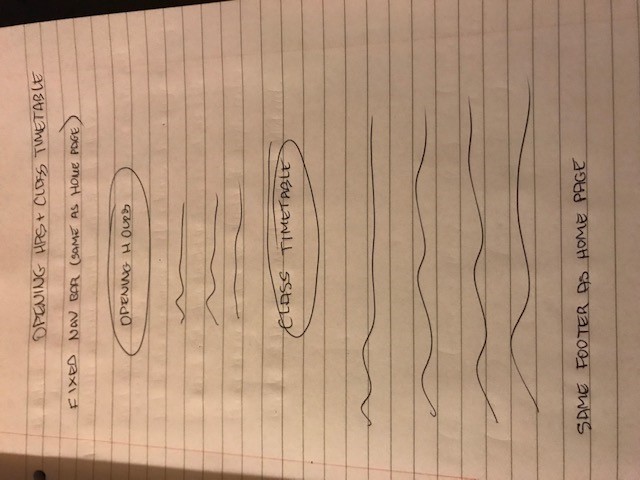 OPENING HRS + CLASS TIMETABLE
FIXED NAV BAR (SAME AS HOME PAGE)
OPENING HOURS
CLASS TIMETABLE
SAME FOOTER AS HOME PAGE